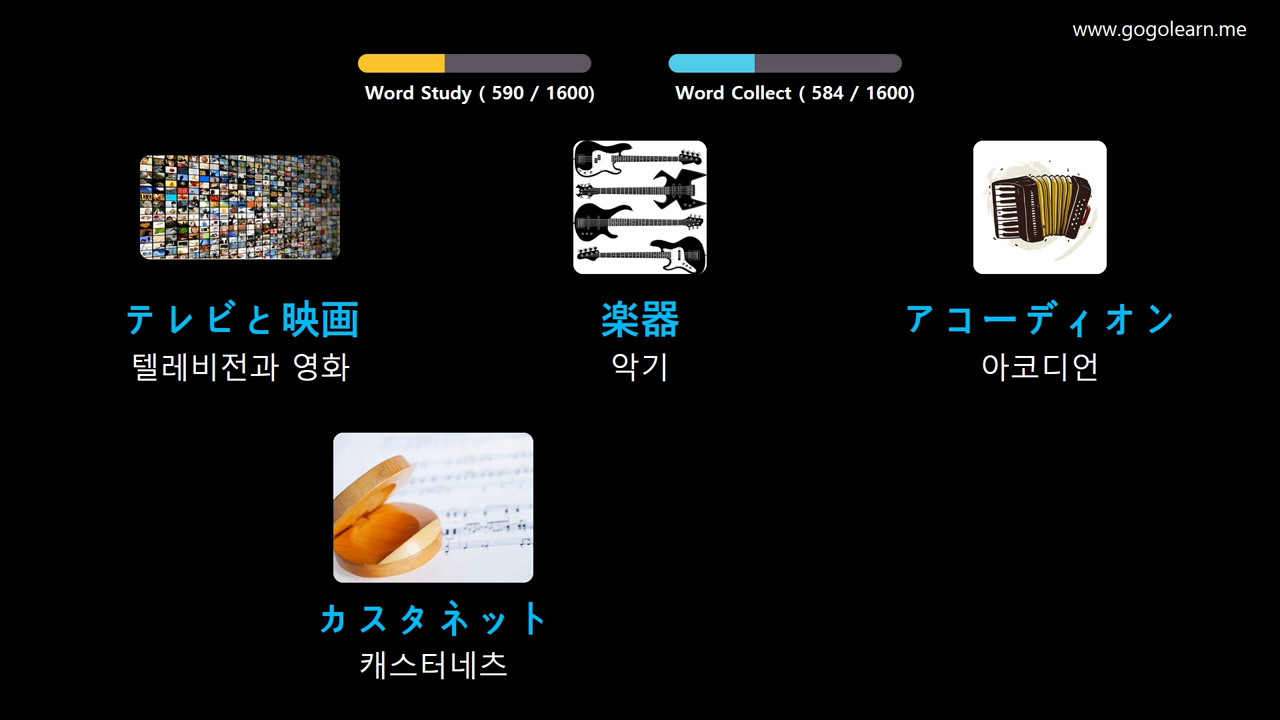 www.gogolearn.me
Word Study ( 590 / 1600)
Word Collect ( 584 / 1600)
テレビと映画
텔레비전과 영화
楽器
악기
アコーディオン
아코디언
カスタネット
캐스터네츠